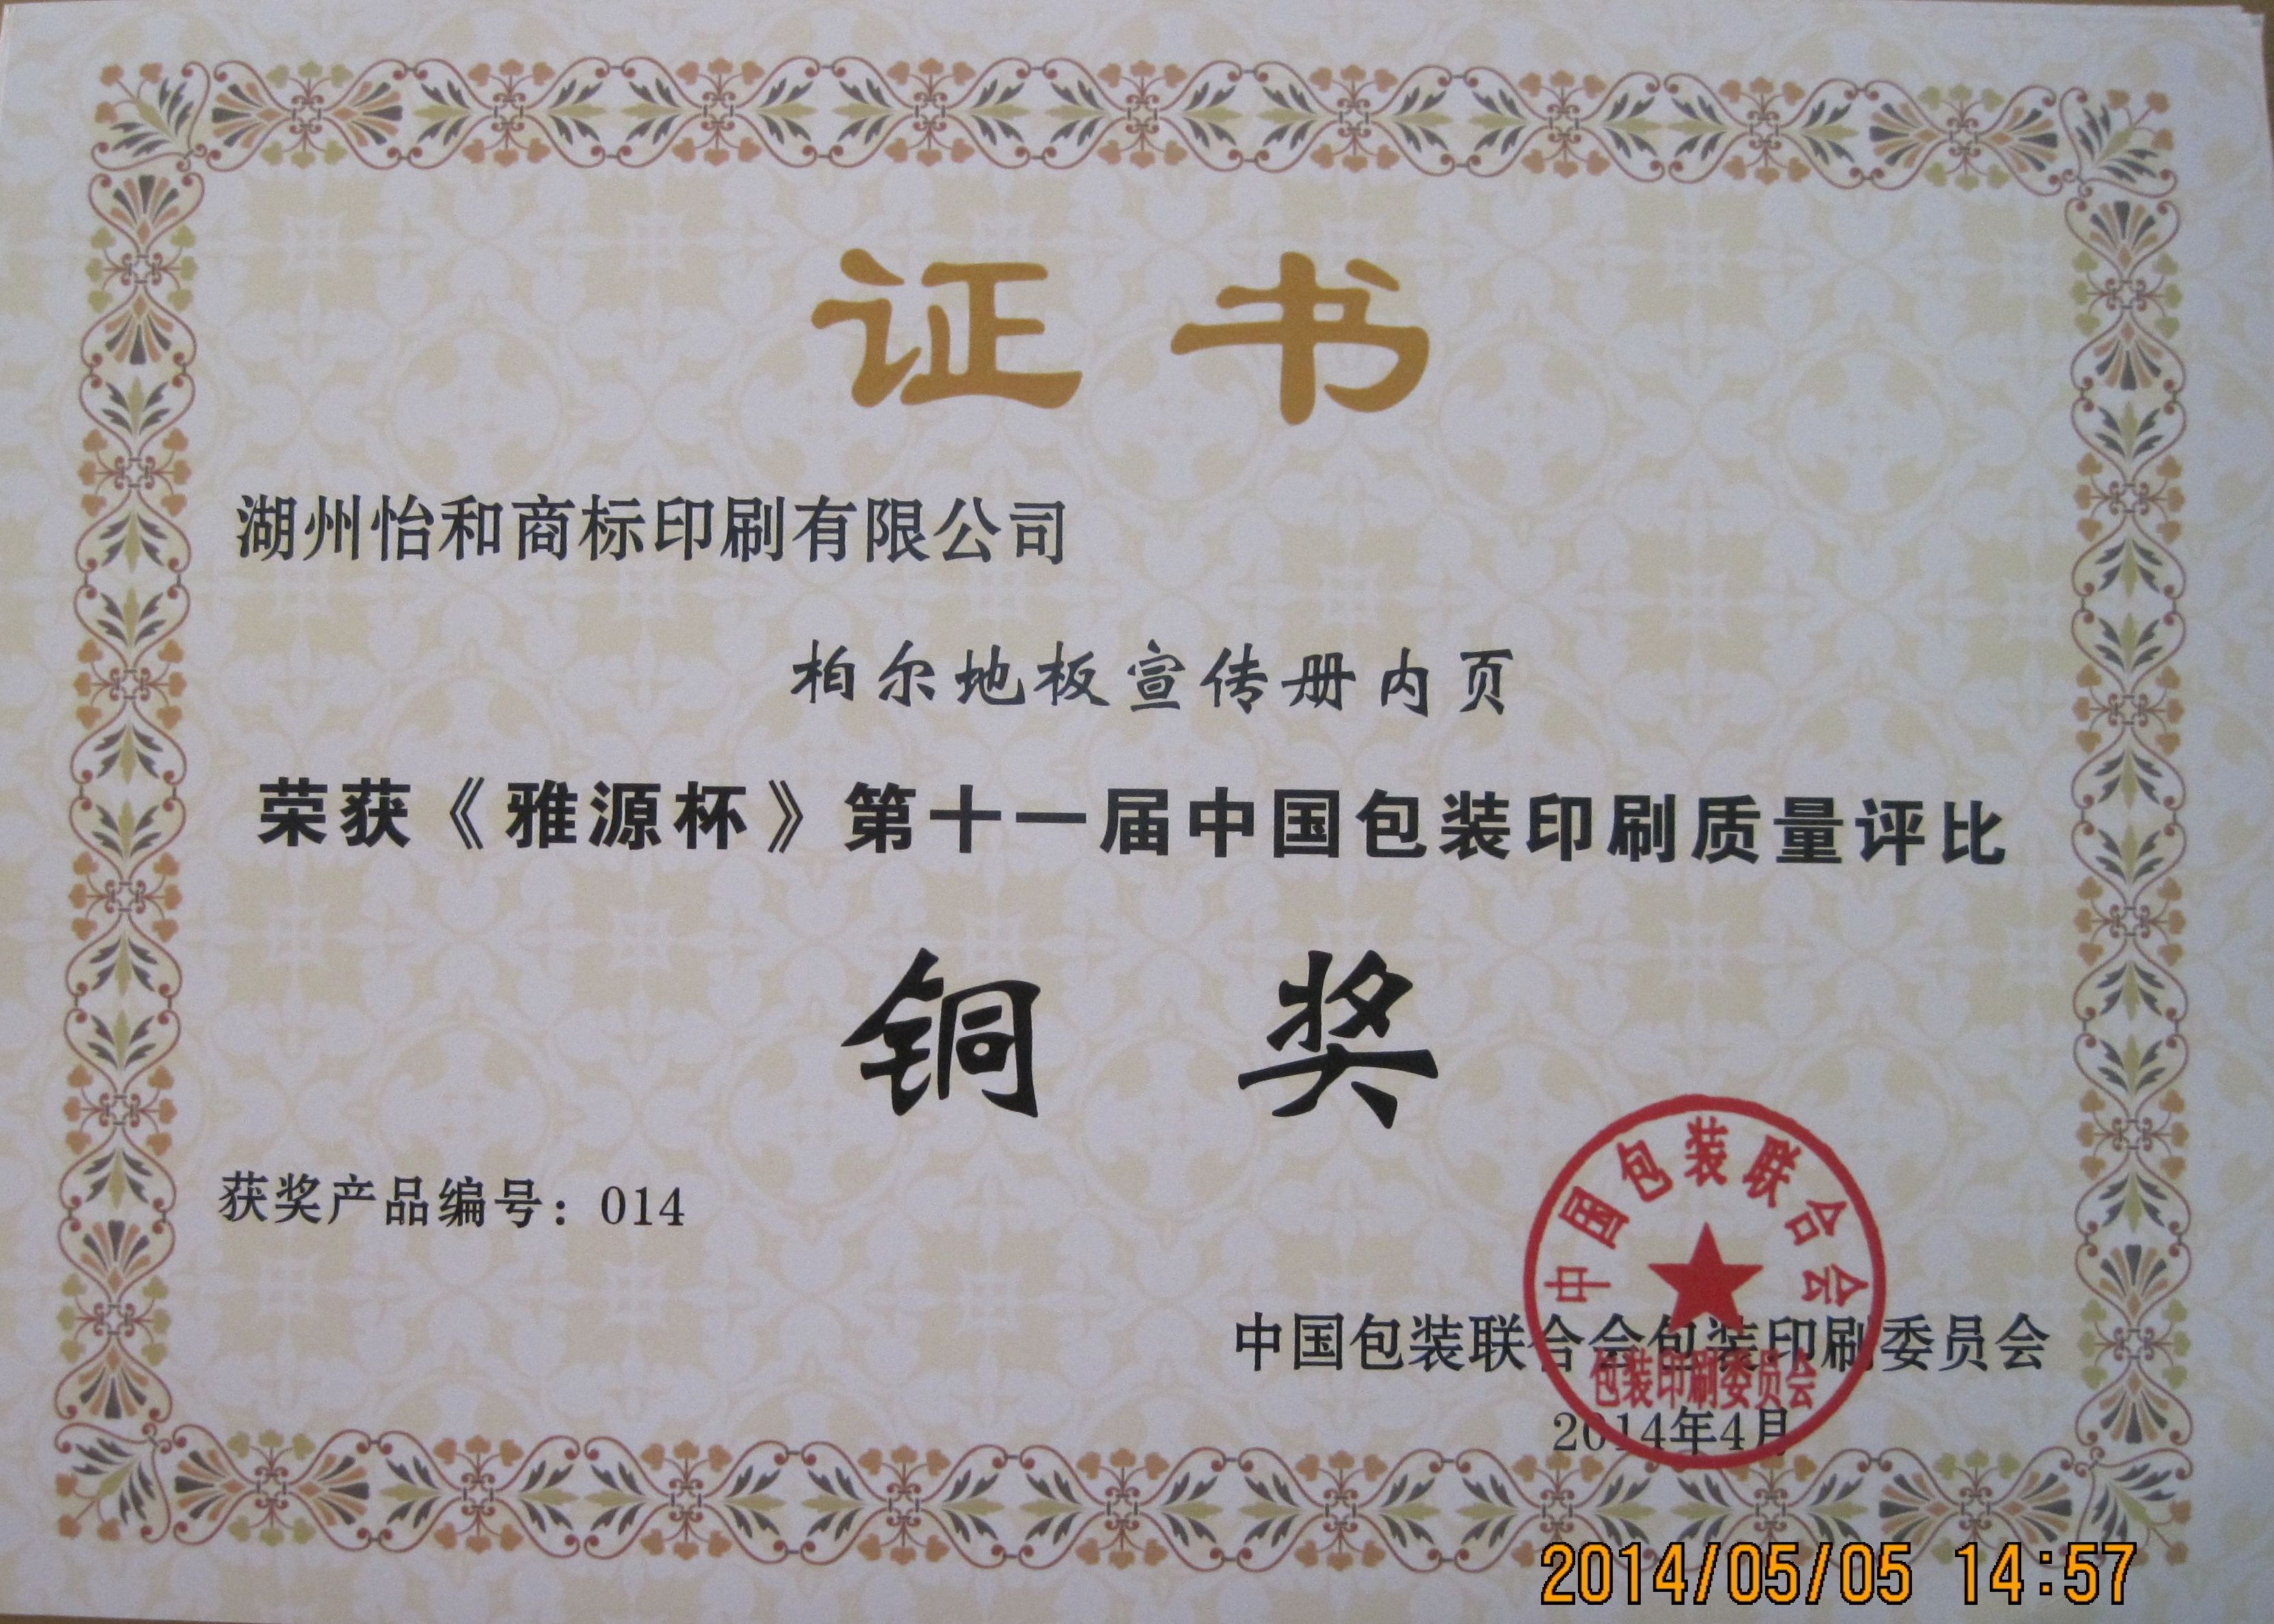 证书
湖州怡和商标印刷有限公司
柏尔地板宣传册内页
荣获《雅源杯》第十一届中国包装印刷质量评比
铜奖
获奖产品编号：014
中国包装联合会
中国包装联合会包装印刷委员会
包装印刷委员会
2014年4月
2014/05/05 14:57